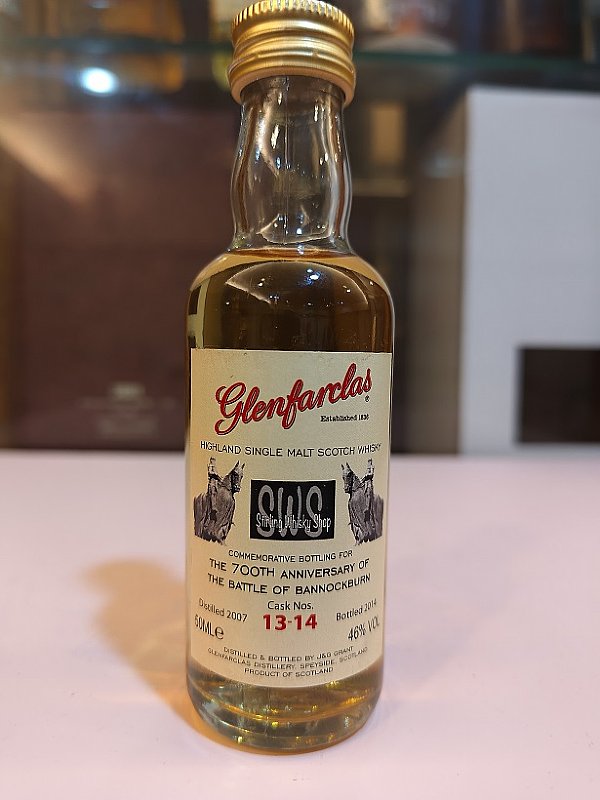 Glenfarclas®
Established 1836
HIGHLAND SINGLE MALT SCOTCH WHISKY
SWS
Stirling Whisky Shop
COMMEMORATIVE BOTTLING FOR
THE 700TH ANNIVERSARY OF
THE BATTLE OF BANNOCKBURN
Distilled 2007 Cask Nos. Bottled 2014
50ML℮ 13-14 46% VOL
DISTILLED & BOTTLED BY J&G GRANT
GLENFARCLAS DISTILLERY, SPEYSIDE, SCOTLAND.
PRODUCT OF SCOTLAND